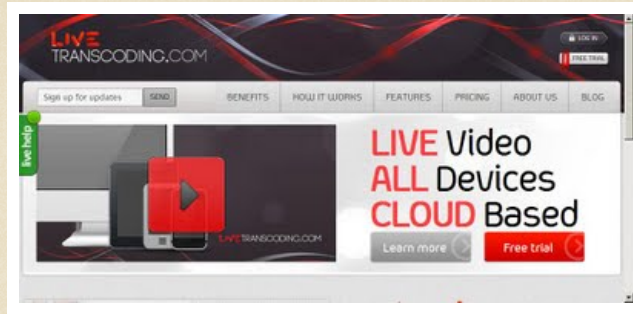 LIVE
TRANSCODING.COM
LOG IN
FREE TRIAL
Sign up for updates SEND BENEFITS HOW IT WORKS FEATURES PRICING ABOUT US BLOG
live help
LIVE Video
ALL Devices
CLOUD Based
LIVETRANSCODING.COM
Learn more Free trial